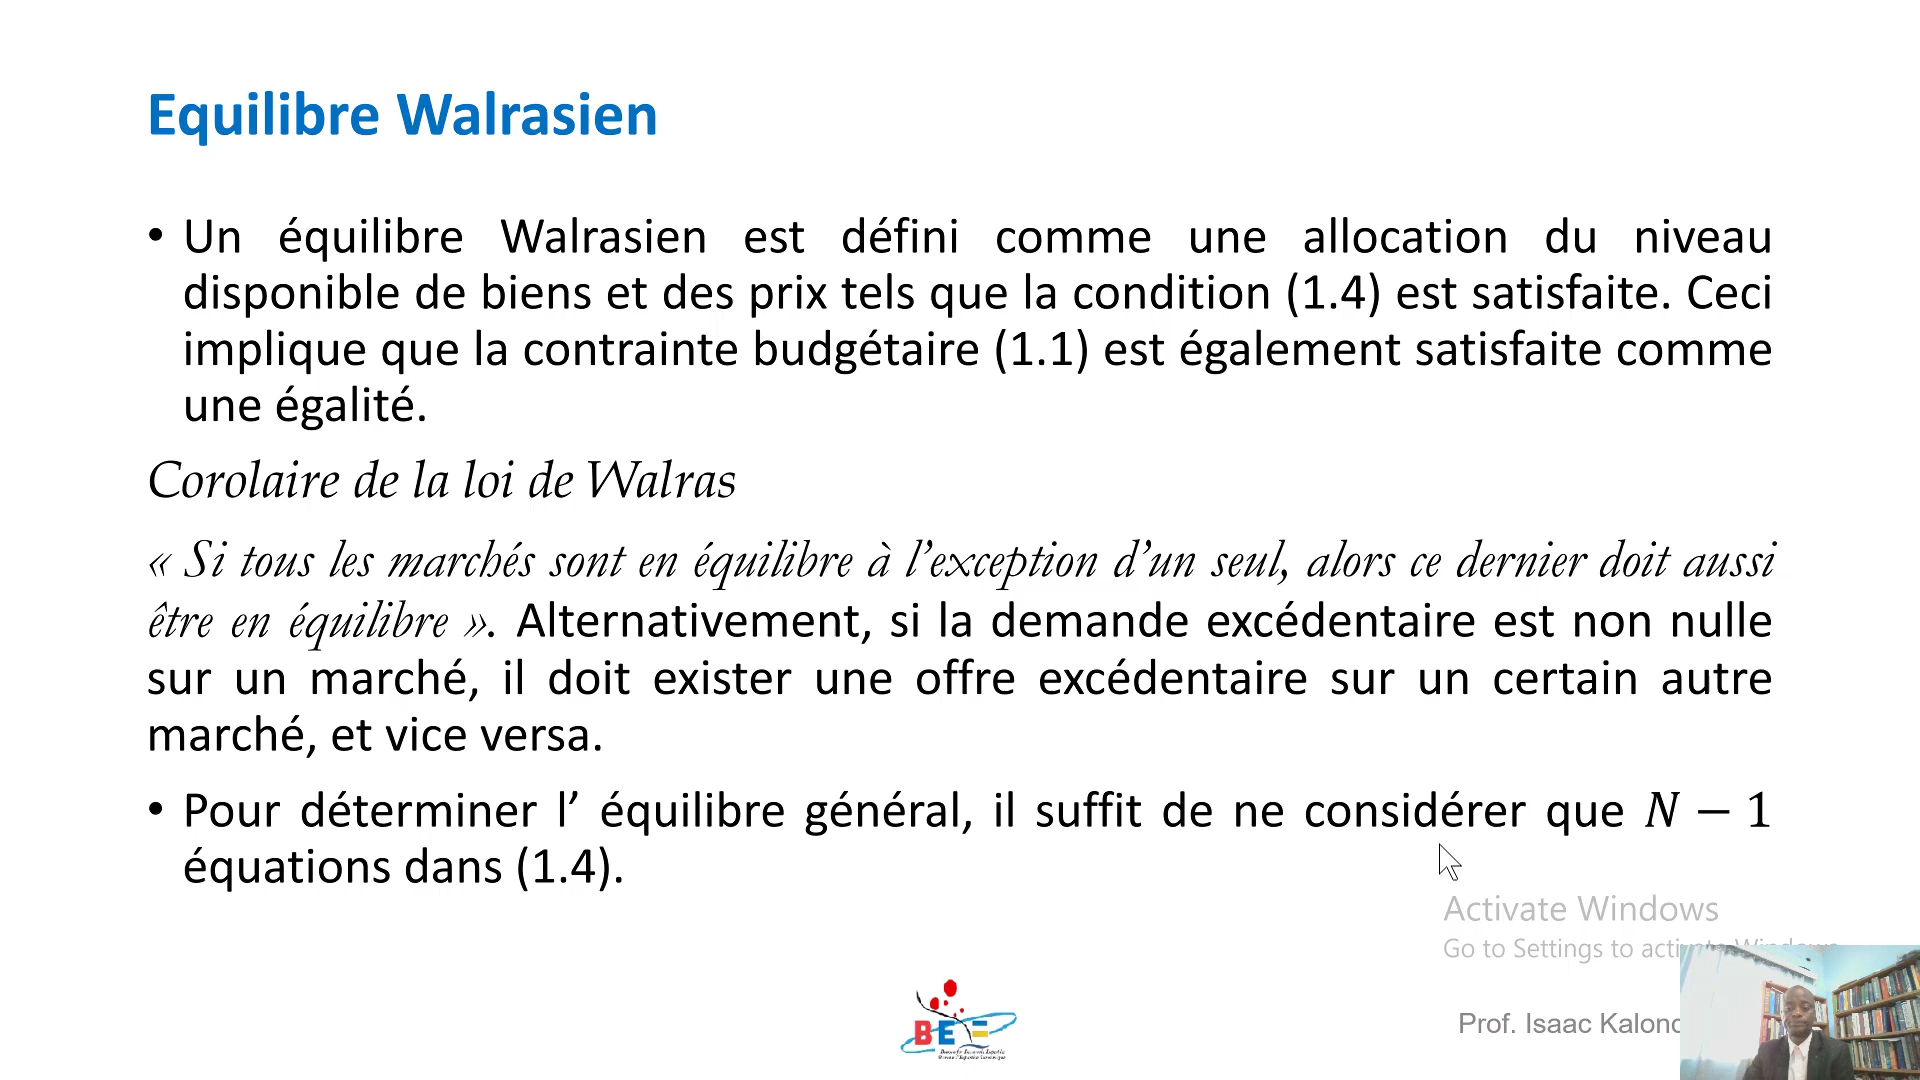 Equilibre Walrasien
• Un équilibre Walrasien est défini comme une allocation du niveau
disponible de biens et des prix tels que la condition (1.4) est satisfaite. Ceci
implique que la contrainte budgétaire (1.1) est également satisfaite comme
une égalité.
Corolaire de la loi de Walras
« Si tous les marchés sont en équilibre à l’exception d’un seul, alors ce dernier doit aussi
être en équilibre ». Alternativement, si la demande excédentaire est non nulle
sur un marché, il doit exister une offre excédentaire sur un certain autre
marché, et vice versa.
• Pour déterminer l’ équilibre général, il suffit de ne considérer que N − 1
équations dans (1.4).
Activate Windows
Go to Settings to activate Windows.
BEE
Prof. Isaac